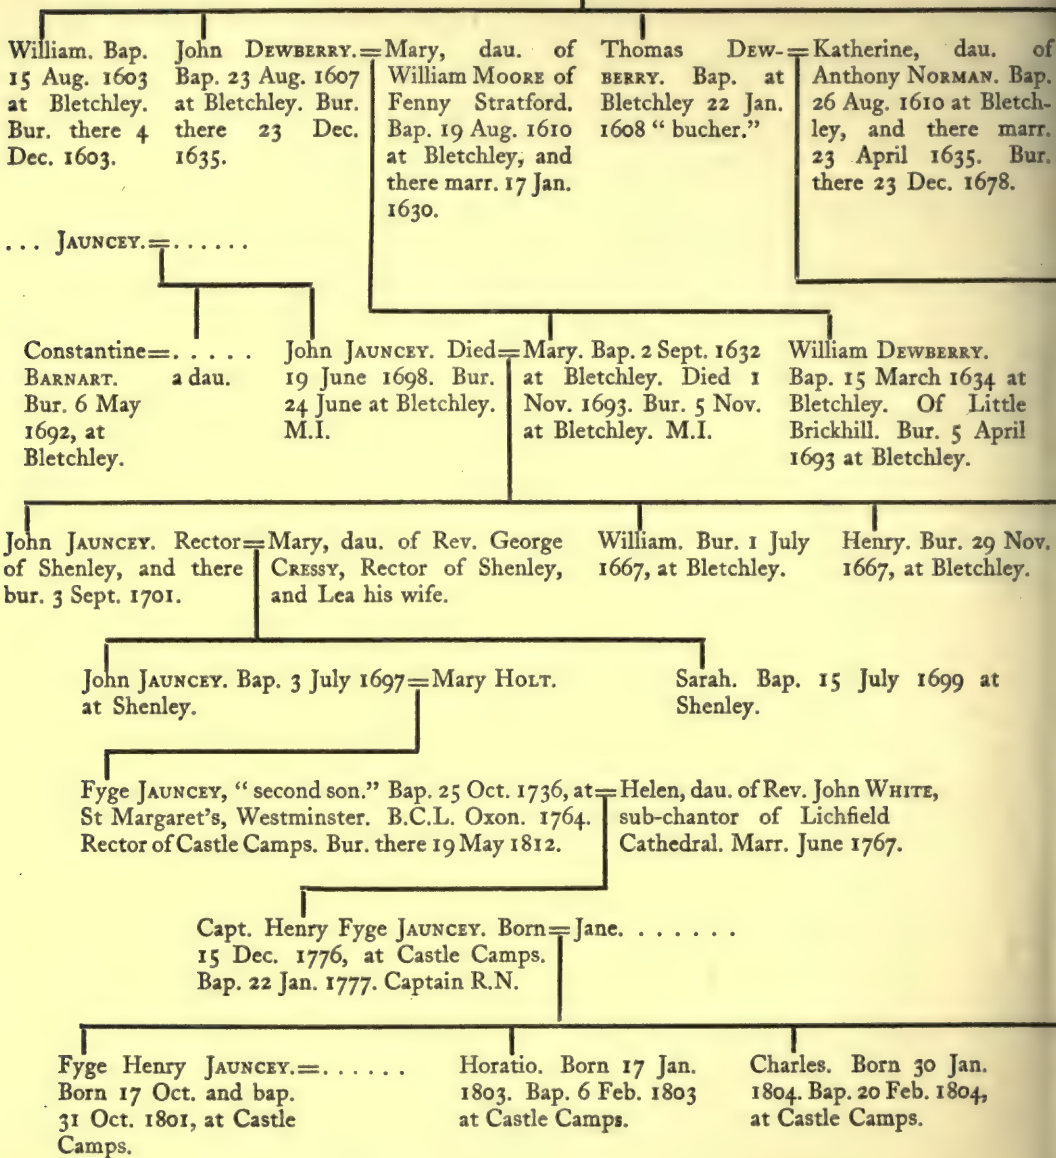 William. Bap.
15 Aug. 1603
at Bletchley.
Bur. there 4
Dec. 1603.
John DEWBERRY.=
Bap. 23 Aug. 1607
at Bletchley. Bur.
there 23 Dec.
1635.
Mary, dau. of
William MOORE of
Fenny Stratford.
Bap. 19 Aug. 1610
at Bletchley, and
there marr. 17 Jan.
1630.
Thomas DEW-=
BERRY. Bap. at
Bletchley 22 Jan.
1608 “ bucher.”
Katherine, dau. of
Anthony NORMAN. Bap.
26 Aug. 1610 at Bletch-
ley, and there marr.
23 April 1635. Bur.
there 23 Dec. 1678.
... JAUNCEY.=......
Constantine=.....
BARNART. a dau.
Bur. 6 May
1692, at
Bletchley.
John JAUNCEY. Died=
19 June 1698. Bur.
24 June at Bletchley.
M.I.
Mary. Bap. 2 Sept. 1632
at Bletchley. Died 1
Nov. 1693. Bur. 5 Nov.
at Bletchley. M.I.
William DEWBERRY.
Bap. 15 March 1634 at
Bletchley. Of Little
Brickhill. Bur. 5 April
1693 at Bletchley.
John JAUNCEY. Rector=
of Shenley, and there
bur. 3 Sept. 1701.
Mary, dau. of Rev. George
CRESSY, Rector of Shenley,
and Lea his wife.
William. Bur. 1 July
1667, at Bletchley.
Henry. Bur. 29 Nov.
1667, at Bletchley.
John JAUNCEY. Bap. 3 July 1697=
at Shenley.
Mary HOLT.
Sarah. Bap. 15 July 1699 at
Shenley.
Fyge JAUNCEY, “ second son.” Bap. 25 Oct. 1736, at=
St Margaret's, Westminster. B.C.L. Oxon. 1764.
Rector of Castle Camps. Bur. there 19 May 1812.
Helen, dau. of Rev. John WHITE,
sub-chantor of Lichfield
Cathedral. Marr. June 1767.
Capt. Henry Fyge JAUNCEY. Born=
15 Dec. 1776, at Castle Camps.
Bap. 22 Jan. 1777. Captain R.N.
Jane.......
Fyge Henry JAUNCEY.=......
Born 17 Oct. and bap.
31 Oct. 1801, at Castle
Camps.
Horatio. Born 17 Jan.
1803. Bap. 6 Feb. 1803
at Castle Camps.
Charles. Born 30 Jan.
1804. Bap. 20 Feb. 1804,
at Castle Camps.